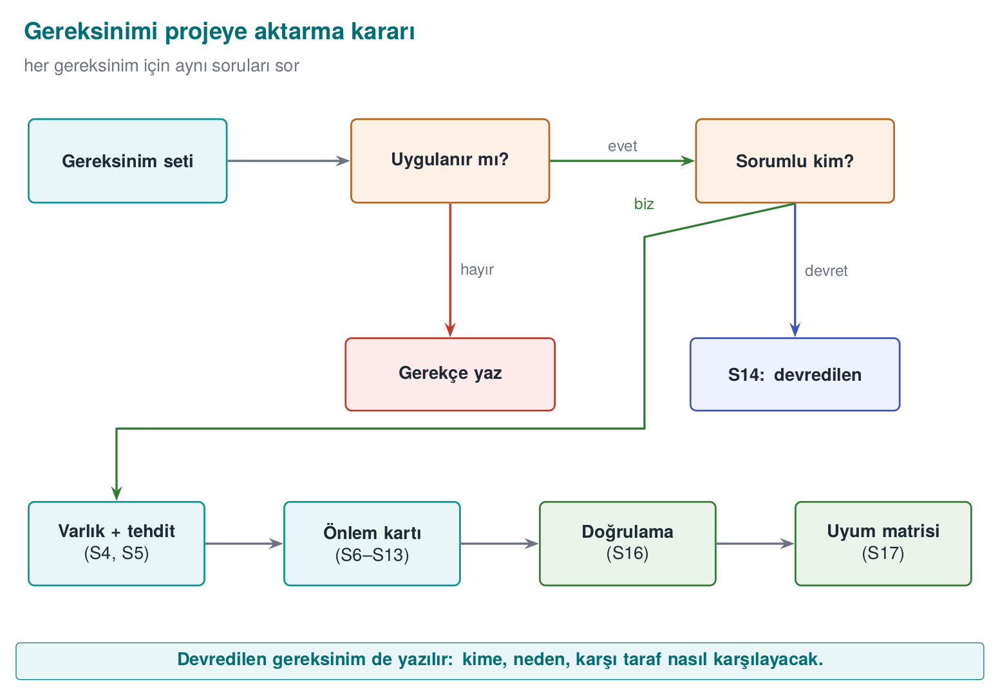 Gereksinimi projeye aktarma kararı
her gereksinim için aynı soruları sor
Gereksinim seti
Uygulanır mı?
evet
Sorumlu kim?
biz
hayır
devret
Gerekçe yaz
S14: devredilen
Varlık + tehdit
(S4, S5)
Önlem kartı
(S6–S13)
Doğrulama
(S16)
Uyum matrisi
(S17)
Devredilen gereksinim de yazılır: kime, neden, karşı taraf nasıl karşılayacak.